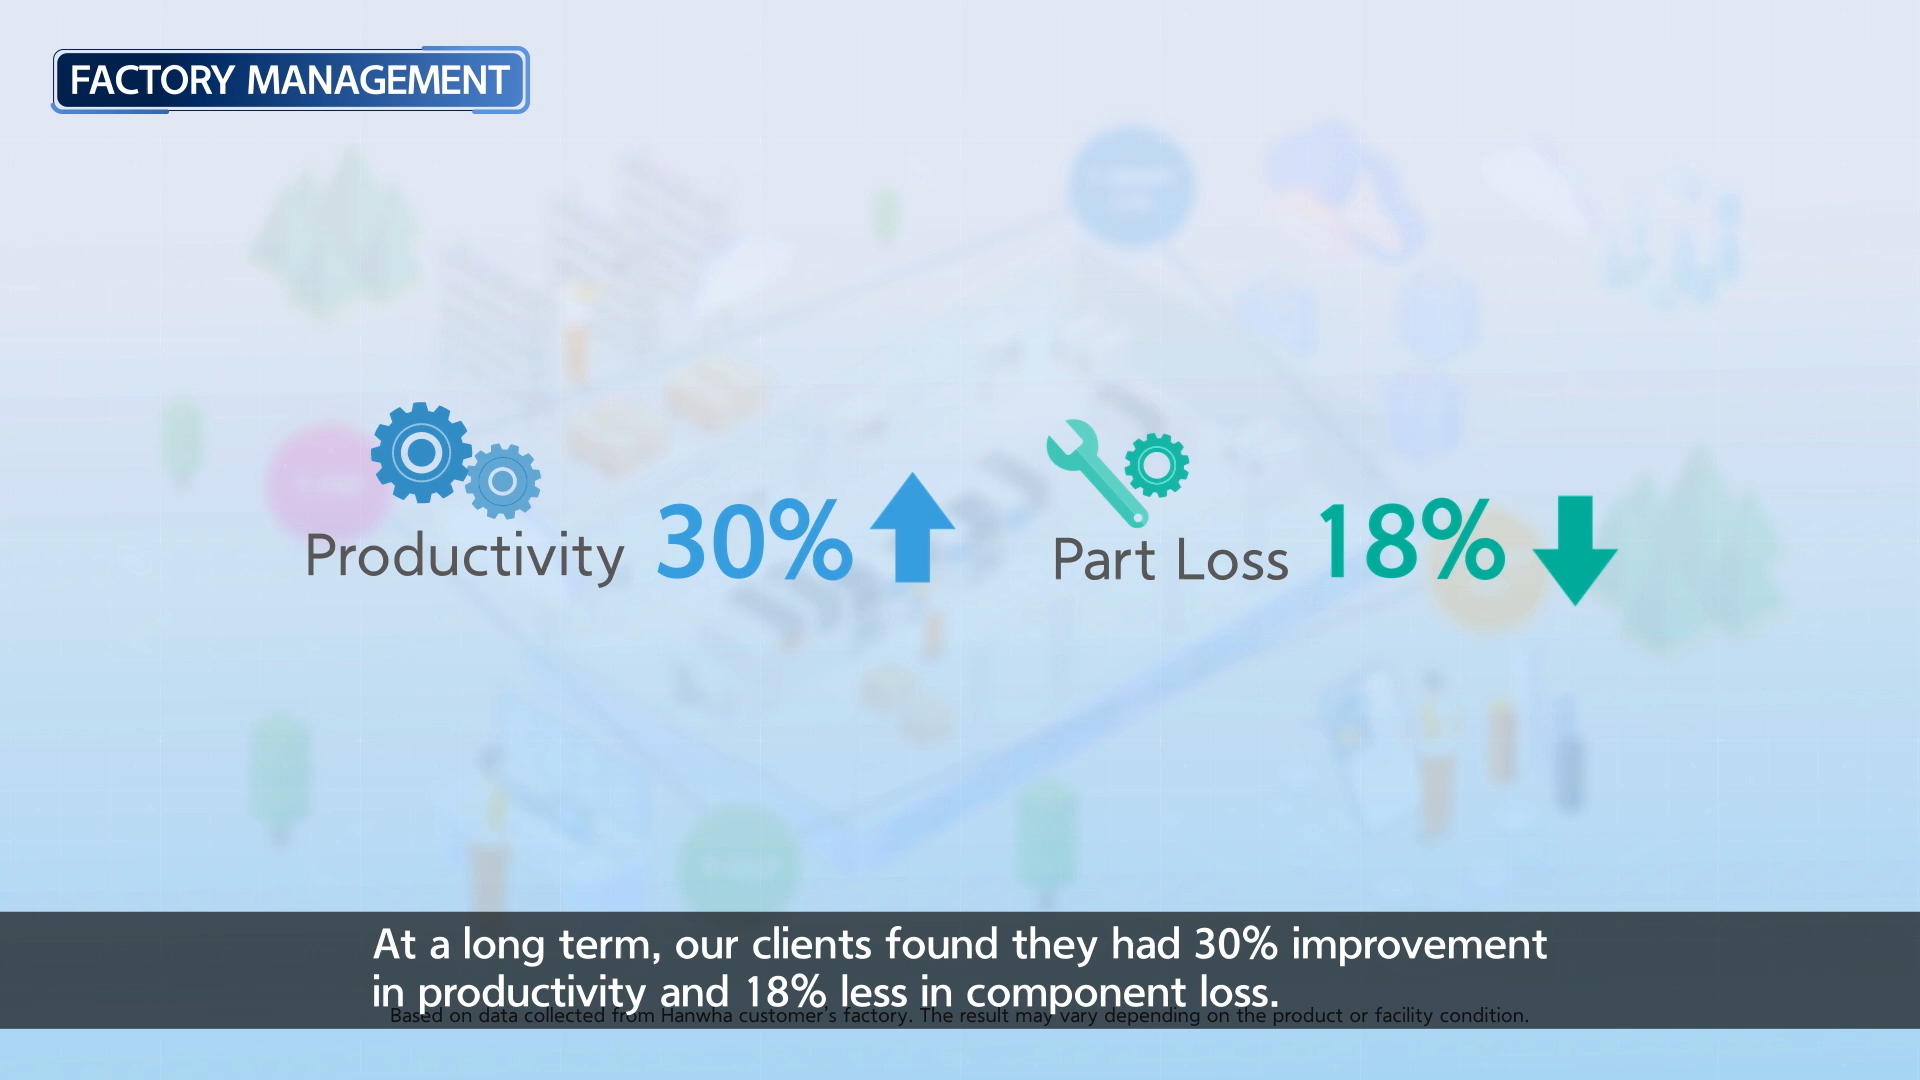 FACTORY MANAGEMENT
Productivity 30%
Part Loss 18%
At a long term, our clients found they had 30% improvement
in productivity and 18% less in component loss.
Based on data collected from Hanwha customer's factory. The result may vary depending on the product or facility condition.